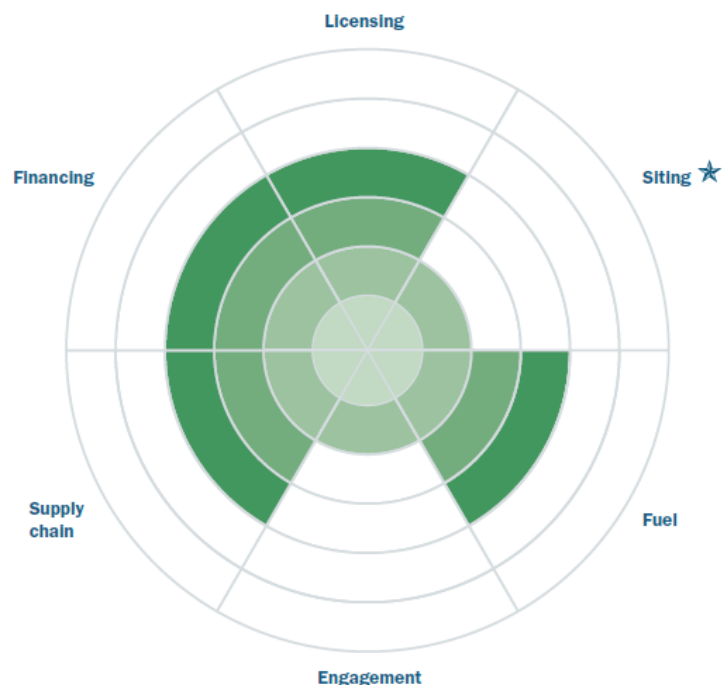 Licensing
Financing
Siting
Supply
chain
Fuel
Engagement